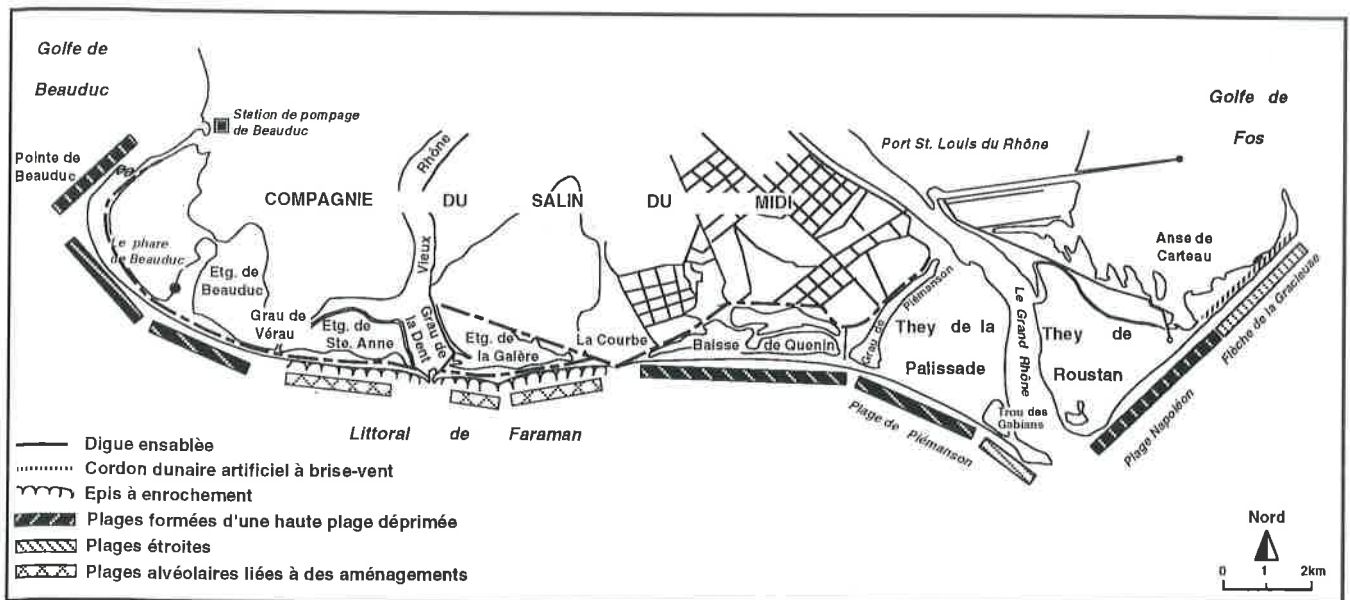 Golfe de
Beauduc
Station de pompage
de Beauduc
Pointe de
Beauduc
Rhône
Vieux
COMPAGNIE DU SALIN DU MIDI
Port St. Louis du Rhône
Golfe de
Fos
Le phare
de Beauduc
Etg. de
Beauduc
Grau de
Vérau
Etg. de
Ste. Anne
Grau de
la Dent
Etg. de
la Galère
La Courbe
Baisse de Quenin
Grau de Piémanson
They de la
Palissade
Le Grand Rhône
They de
Roustan
Anse de
Carteau
Flèche de la Gracieuse
Plage Napoléon
Trou des
Gabians
Plage de Piémanson
Littoral de Faraman
Digue ensablèe
Cordon dunaire artificiel à brise-vent
Epis à enrochement
Plages formées d'une haute plage déprimée
Plages étroites
Plages alvéolaires liées à des aménagements
Nord
0 1 2km